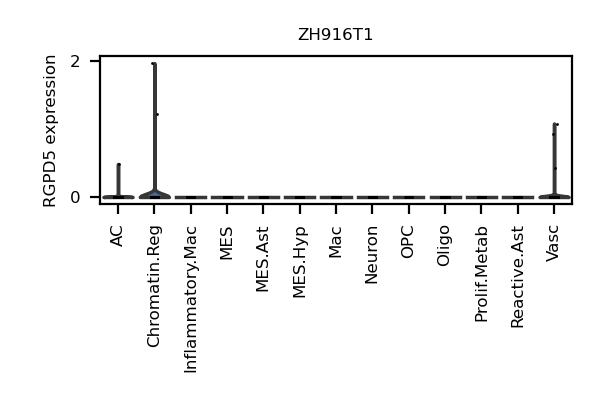 ZH916T1
RGPD5 expression
2
0
AC
Chromatin.Reg
Inflammatory.Mac
MES
MES.Ast
MES.Hyp
Mac
Neuron
OPC
Oligo
Prolif.Metab
Reactive.Ast
Vasc